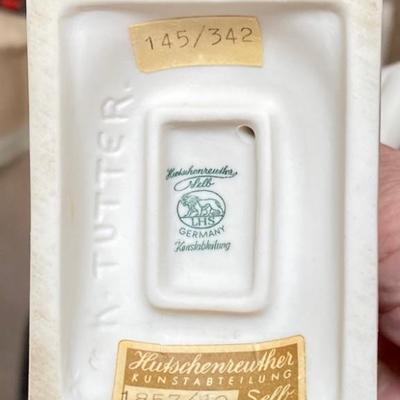 145/342
K. TUTTER.
Hutschenreuther
Selb
LHS
GERMANY
Kunstabteilung
Hutschenreuther
KUNSTABTEILUNG
Selb